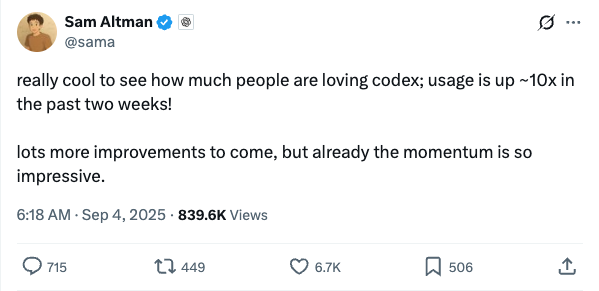 Sam Altman
@sama
really cool to see how much people are loving codex; usage is up ~10x in
the past two weeks!
lots more improvements to come, but already the momentum is so
impressive.
6:18 AM · Sep 4, 2025 · 839.6K Views
715 449 6.7K 506